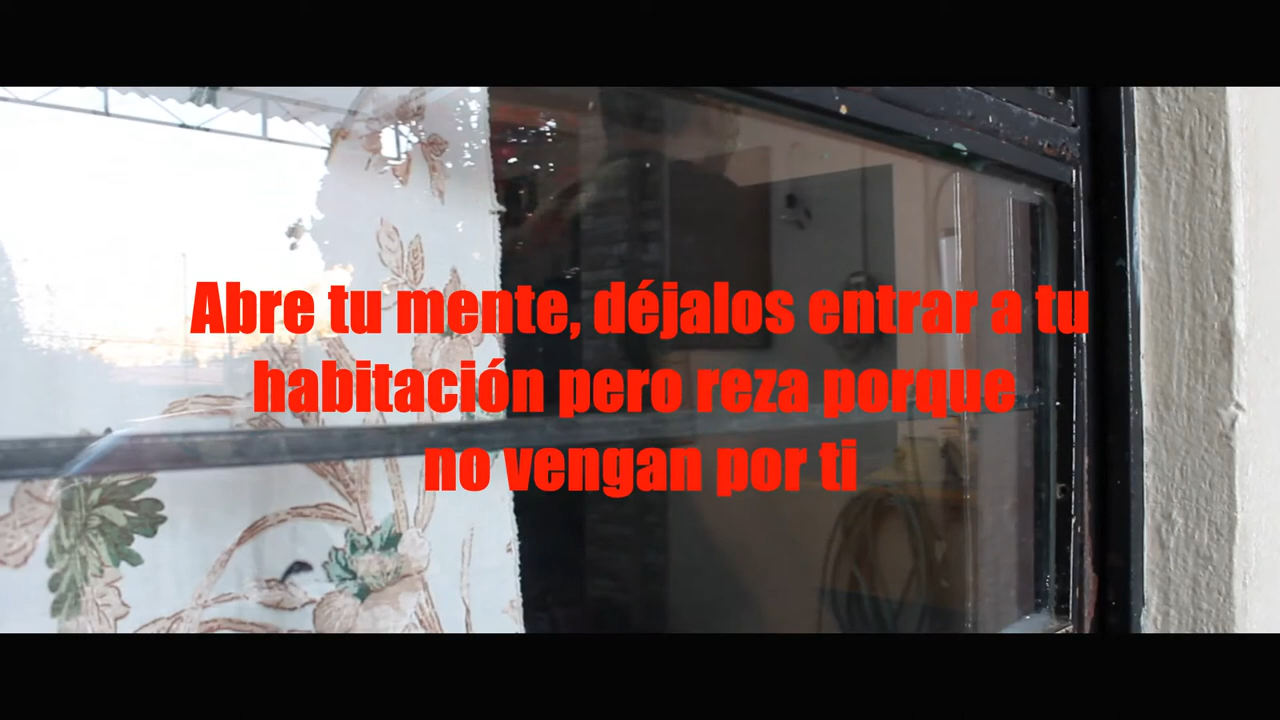 Abre tu mente, déjalos entrar a tu
habitación pero reza porque
no vengan por ti